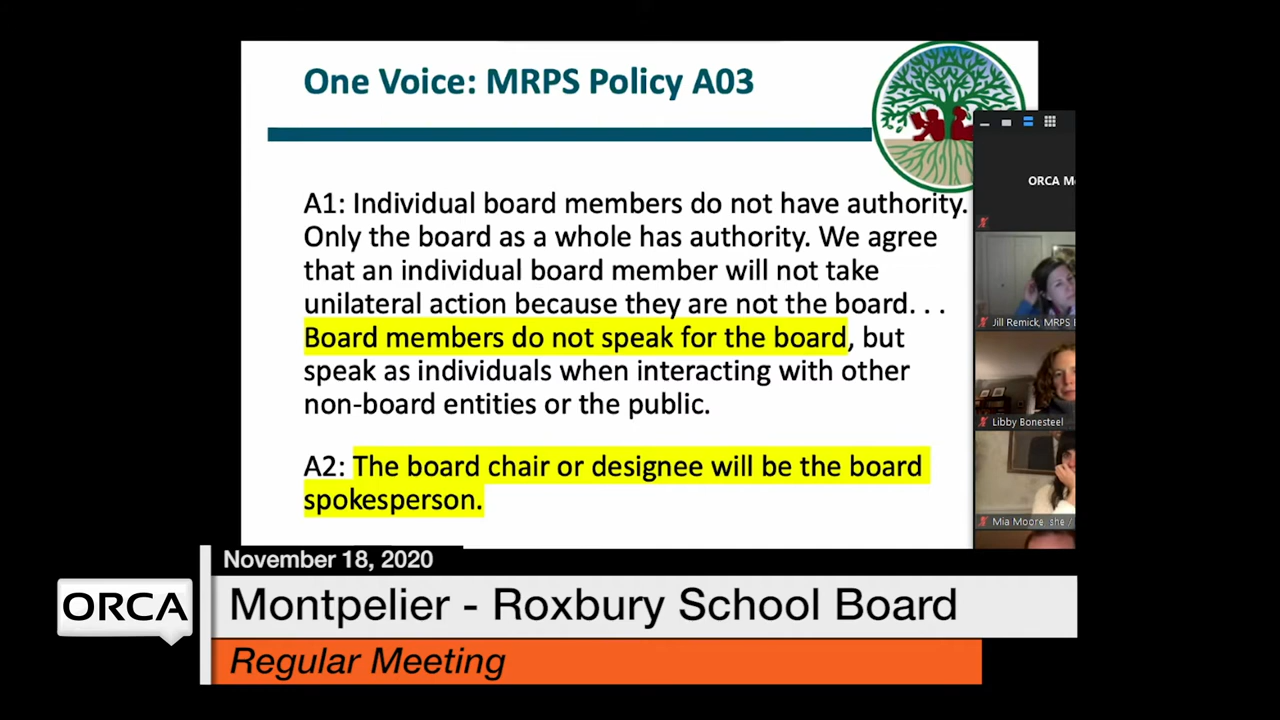 One Voice: MRPS Policy A03
A1: Individual board members do not have authority.
Only the board as a whole has authority. We agree
that an individual board member will not take
unilateral action because they are not the board. . .
Board members do not speak for the board, but
speak as individuals when interacting with other
non-board entities or the public.
A2: The board chair or designee will be the board
spokesperson.
ORCA M
Jill Remick, MRPS
Libby Bonesteel
Mia Moore, she /
November 18, 2020
ORCA
Montpelier - Roxbury School Board
Regular Meeting